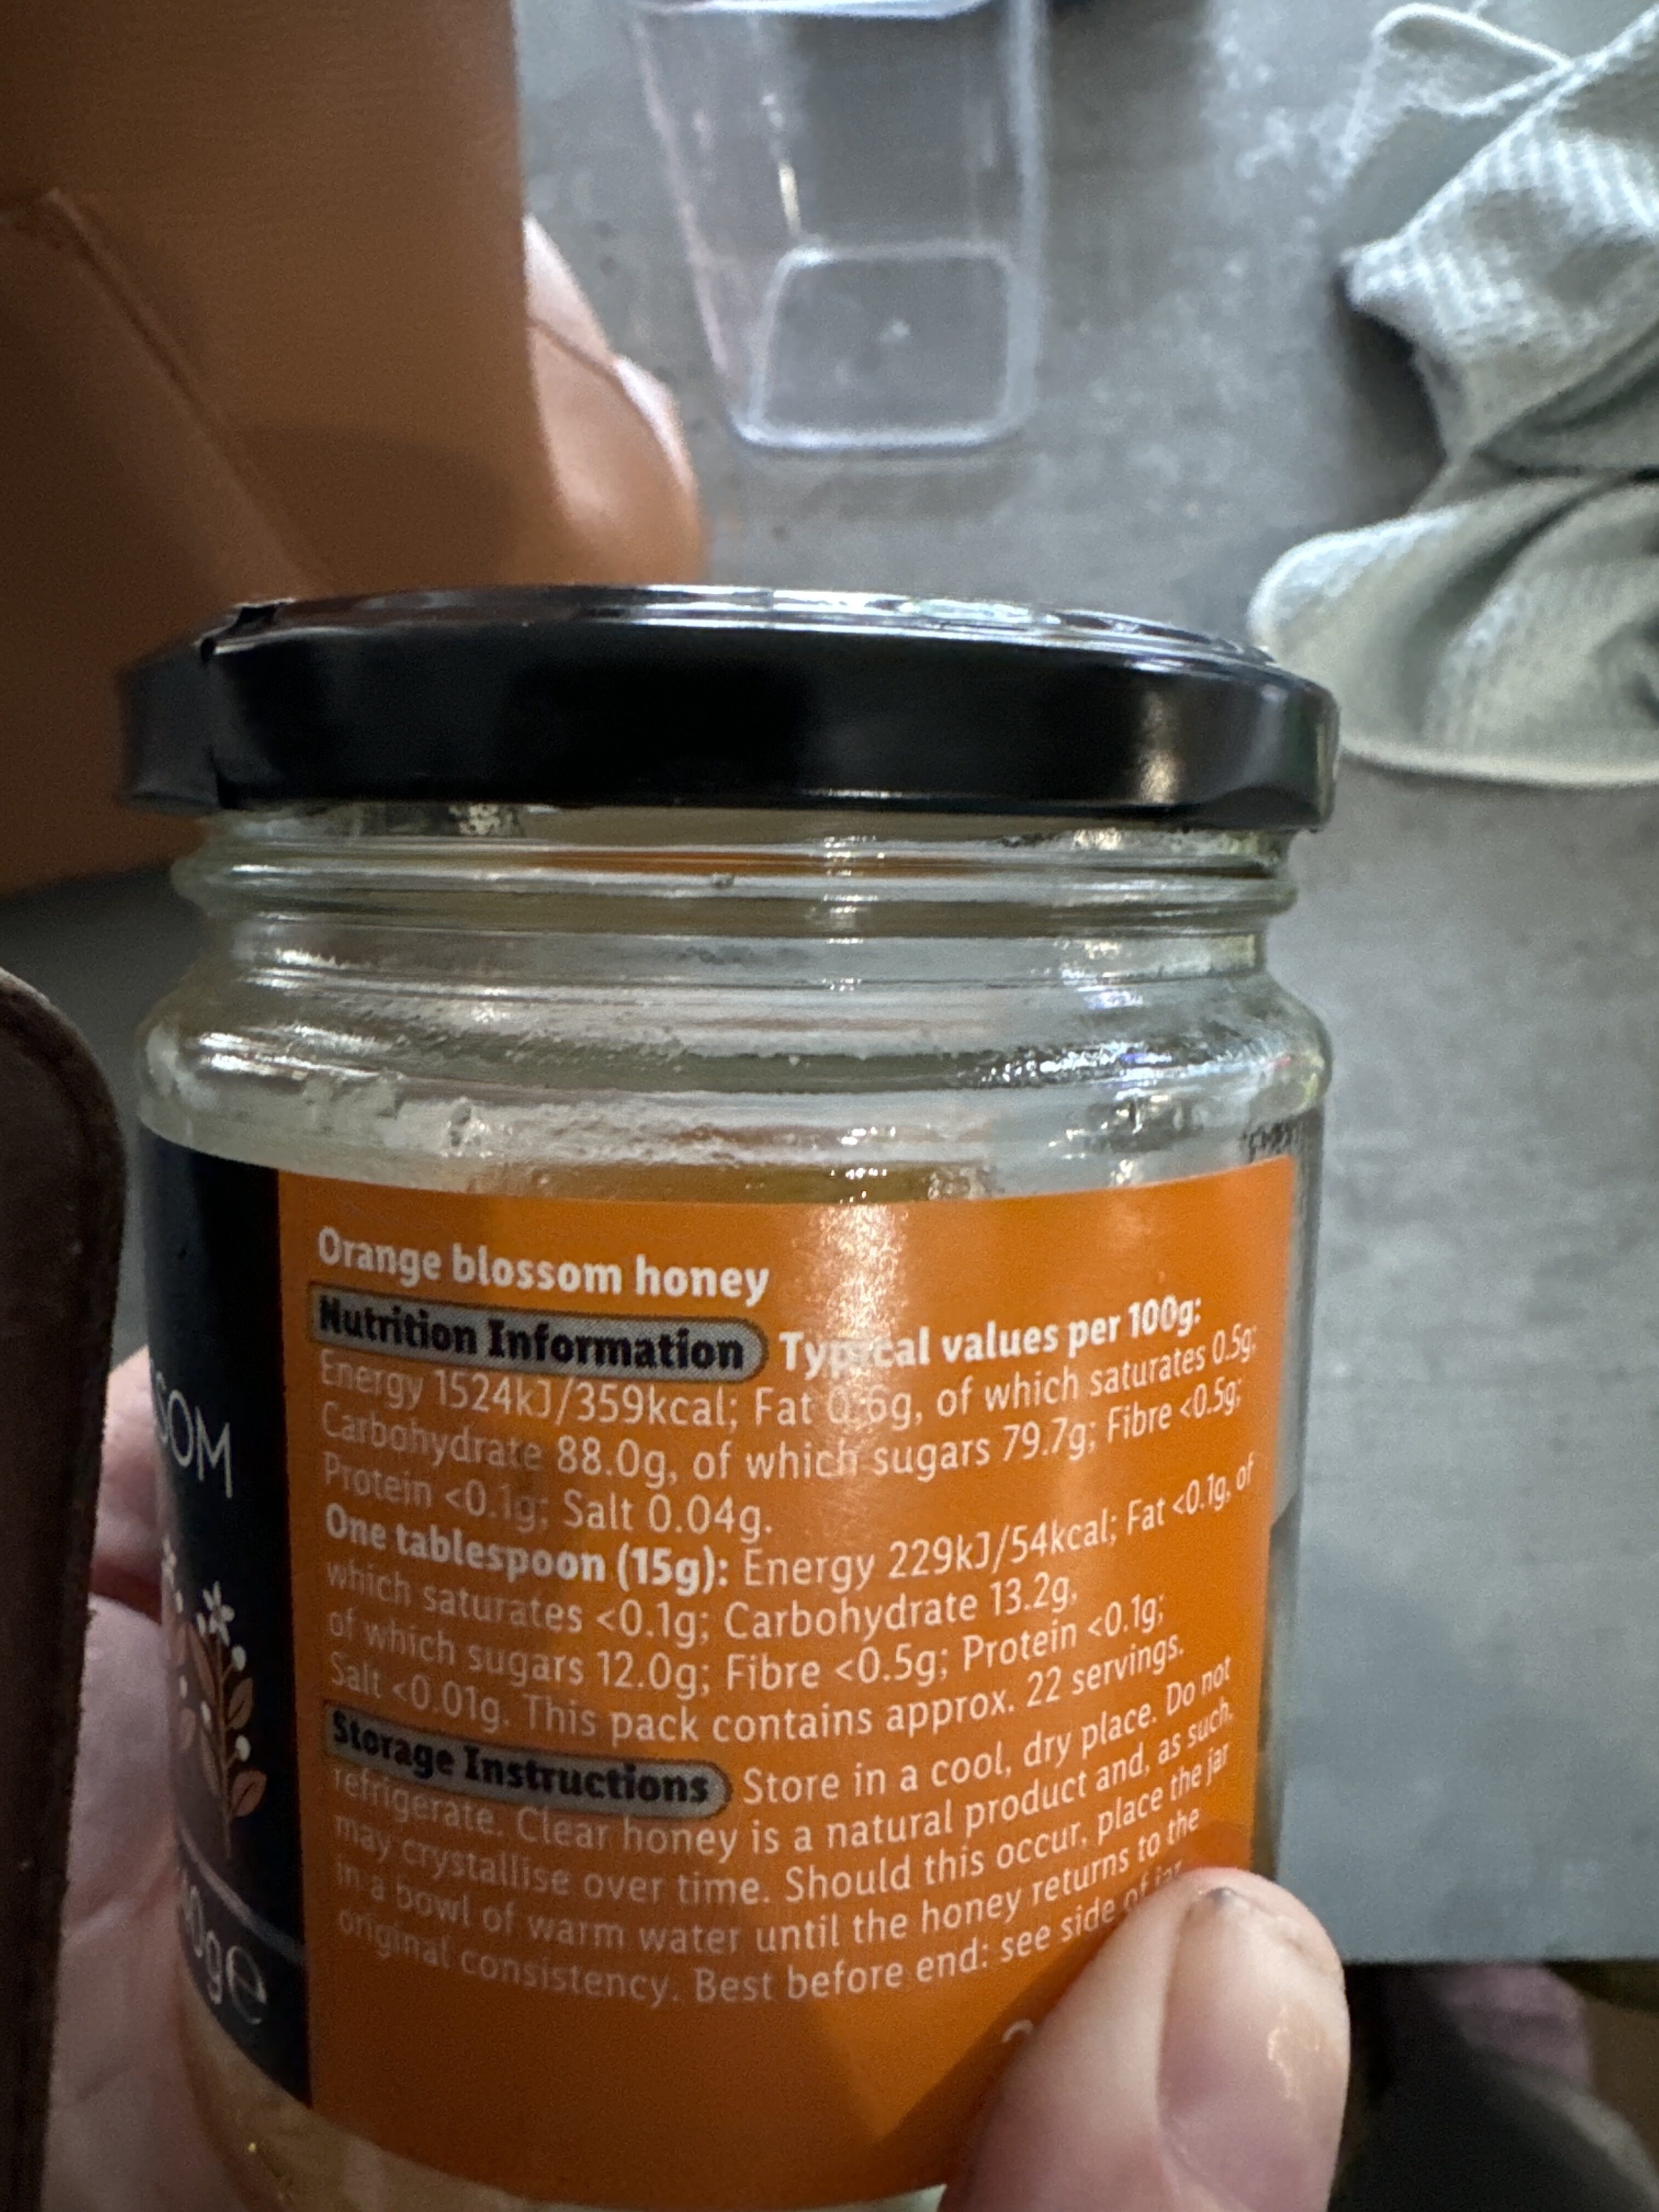 Orange blossom honey
Nutrition Information Typical values per 100g:
Energy 1524kJ/359kcal; Fat 0.6g, of which saturates 0.5g;
Carbohydrate 88.0g, of which sugars 79.7g; Fibre <0.5g;
Protein <0.1g; Salt 0.04g.
One tablespoon (15g): Energy 229kJ/54kcal; Fat <0.1g, of
which saturates <0.1g; Carbohydrate 13.2g,
of which sugars 12.0g; Fibre <0.5g; Protein <0.1g;
Salt <0.01g. This pack contains approx. 22 servings.
Storage Instructions Store in a cool, dry place. Do not
refrigerate. Clear honey is a natural product and, as such,
may crystallise over time. Should this occur, place the jar
in a bowl of warm water until the honey returns to the
original consistency. Best before end: see side of jar
SOM
0g e